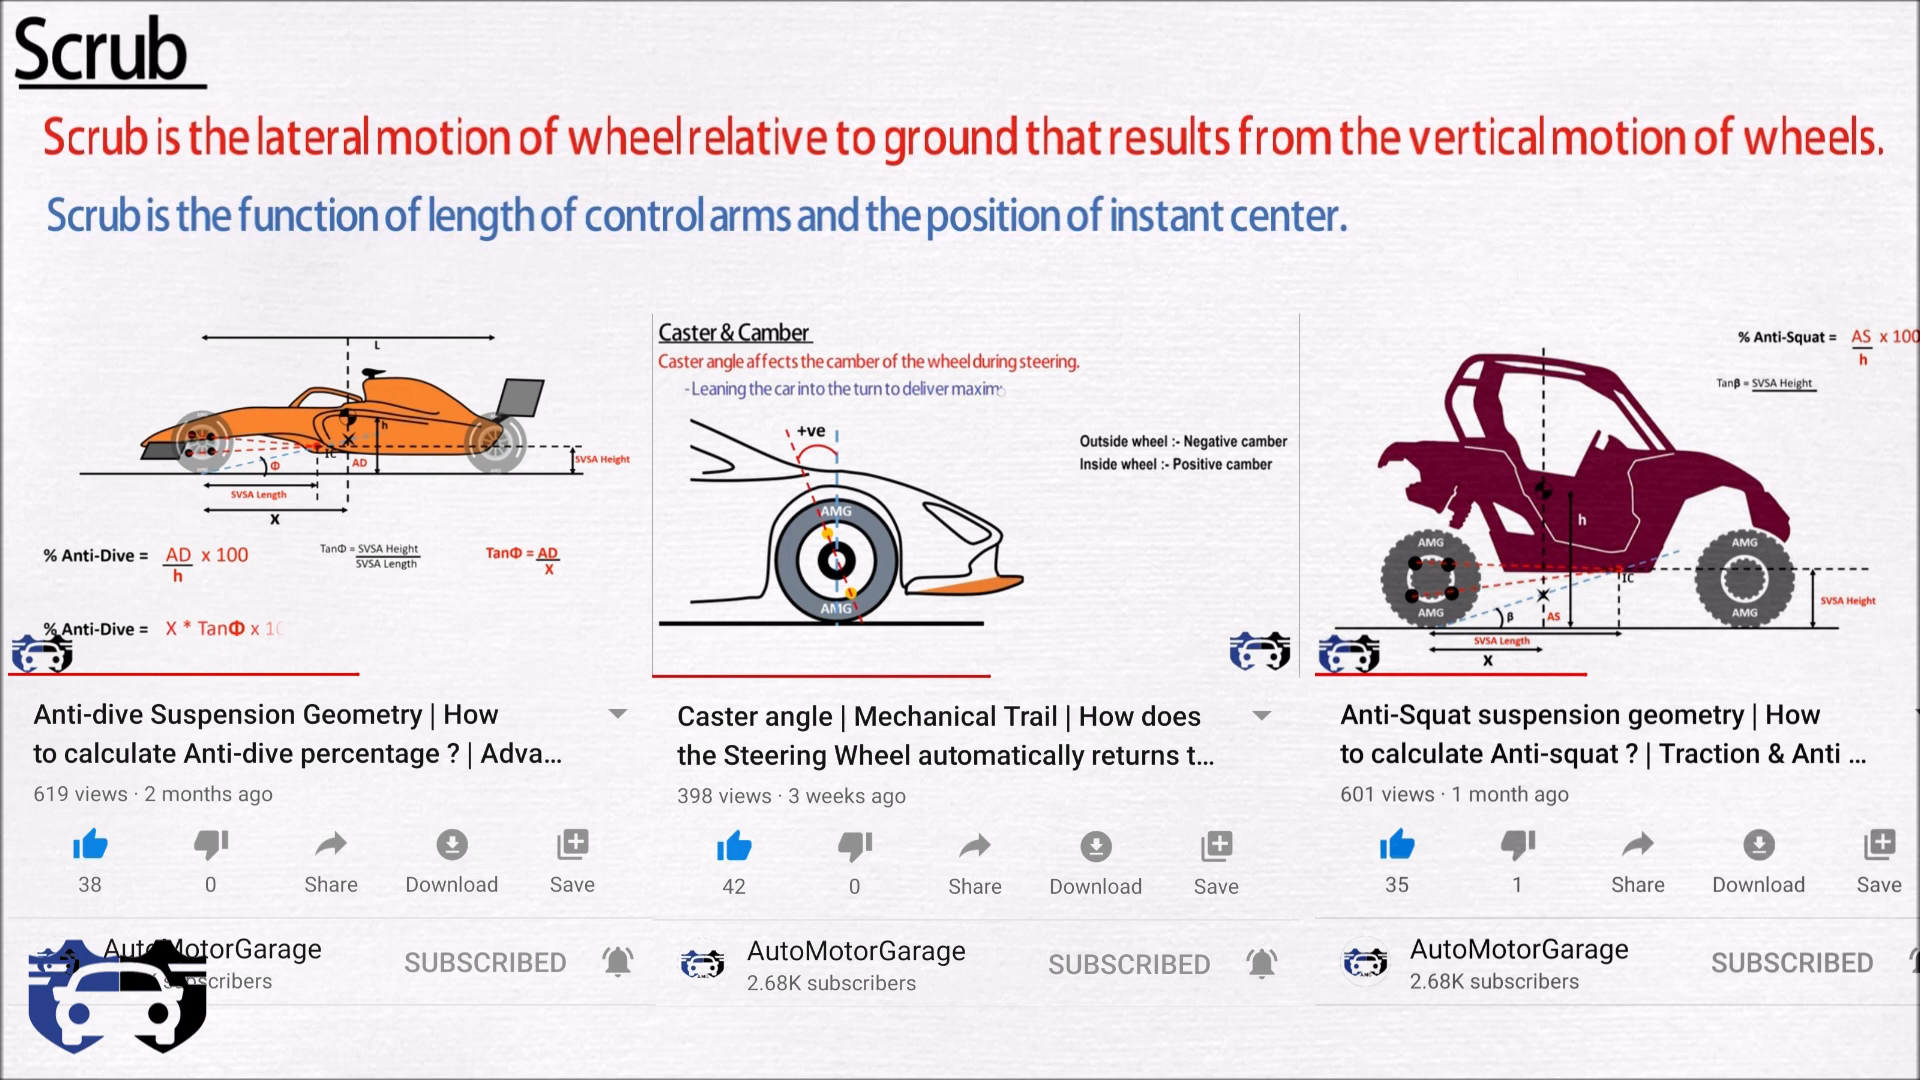 Scrub
Scrub is the lateral motion of wheel relative to ground that results from the vertical motion of wheels.
Scrub is the function of length of control arms and the position of instant center.
L
h
IC
Φ
AD
SVSA Height
SVSA Length
X
% Anti-Dive = AD x 100
h
TanΦ = SVSA Height
SVSA Length
TanΦ = AD
X
% Anti-Dive = X * TanΦ x 10
Caster & Camber
Caster angle affects the camber of the wheel during steering.
- Leaning the car into the turn to deliver maxim
+ve
Outside wheel :- Negative camber
Inside wheel :- Positive camber
AMG
AMG
% Anti-Squat = AS x 100
h
Tanβ = SVSA Height
h
AMG
AMG
IC
AMG
AMG
β
AS
SVSA Height
SVSA Length
X
Anti-dive Suspension Geometry | How
to calculate Anti-dive percentage ? | Adva...
619 views · 2 months ago
38
0
Share
Download
Save
AutoMotorGarage
subscribers
SUBSCRIBED
Caster angle | Mechanical Trail | How does
the Steering Wheel automatically returns t...
398 views · 3 weeks ago
42
0
Share
Download
Save
AutoMotorGarage
2.68K subscribers
SUBSCRIBED
Anti-Squat suspension geometry | How
to calculate Anti-squat ? | Traction & Anti ...
601 views · 1 month ago
35
1
Share
Download
Save
AutoMotorGarage
2.68K subscribers
SUBSCRIBED